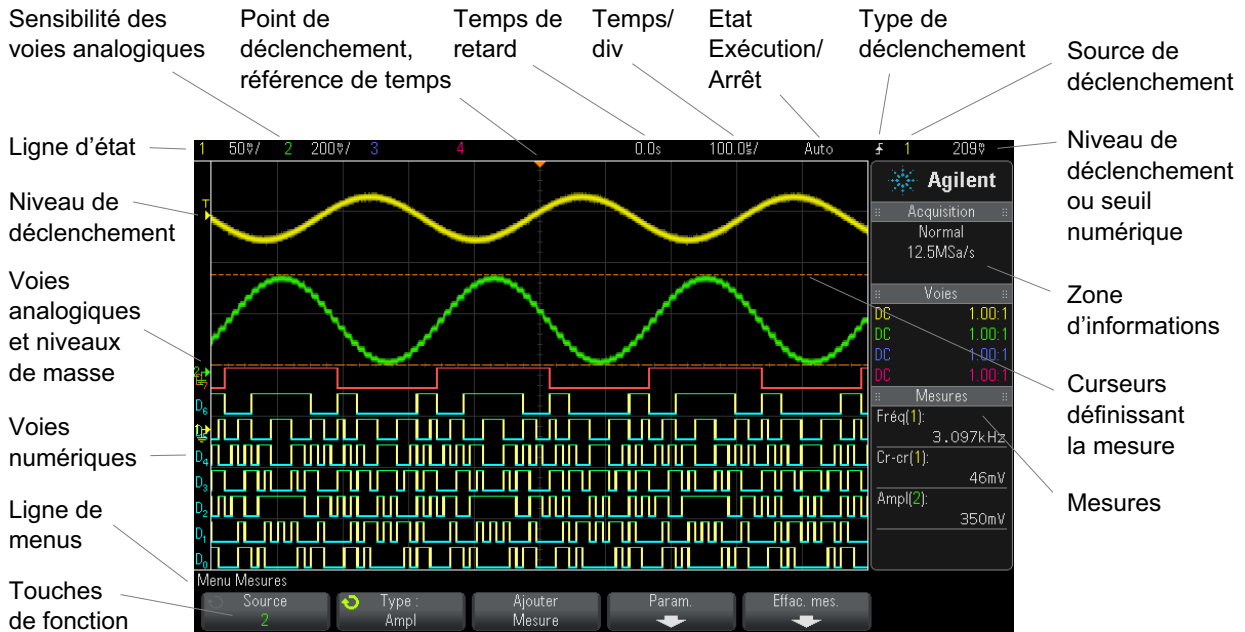 Sensibilité des
voies analogiques
Point de
déclenchement,
référence de temps
Temps de
retard
Temps/
div
Etat
Exécution/
Arrêt
Type de
déclenchement
Source de
déclenchement
Ligne d'état
Niveau de
déclenchement
Voies
analogiques
et niveaux
de masse
Voies
numériques
Ligne de
menus
Touches
de fonction
1 50mV/ 2 200mV/ 3 4 0.0s 100.0µs/ Auto 1 209mV
T
D6
D4
D3
D2
D1
D0
Agilent
Acquisition
Normal
12.5MSa/s
Voies
DC 1.00:1
DC 1.00:1
DC 1.00:1
DC 1.00:1
Mesures
Fréq(1):
3.097kHz
Cr-cr(1):
46mV
Ampl(2):
350mV
Menu Mesures
Source
2
Type :
Ampl
Ajouter
Mesure
Param.
Effac. mes.
Niveau de
déclenchement
ou seuil
numérique
Zone
d'informations
Curseurs
définissant
la mesure
Mesures